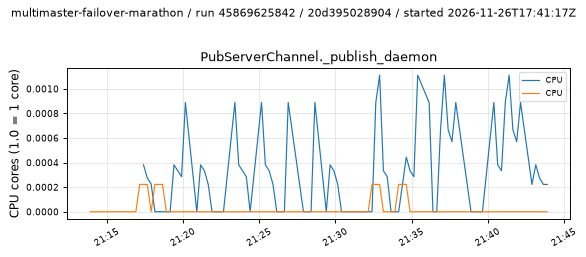 multimaster-failover-marathon / run 45869625842 / 20d395028904 / started 2026-11-26T17:41:17Z
PubServerChannel._publish_daemon
CPU cores (1.0 = 1 core)
0.0010
0.0008
0.0006
0.0004
0.0002
0.0000
CPU
CPU
21:15
21:20
21:25
21:30
21:35
21:40
21:45